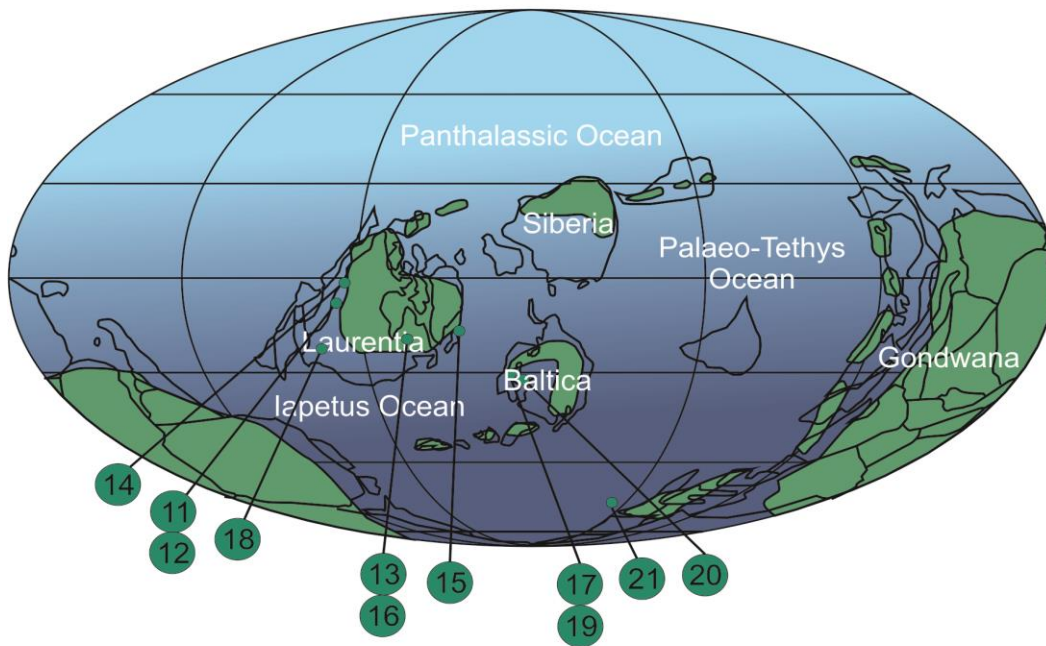 Panthalassic Ocean
Siberia
Palaeo-Tethys
Ocean
Laurentia
Gondwana
Baltica
Iapetus Ocean
14
11
12
18
13
16
15
17
19
21
20